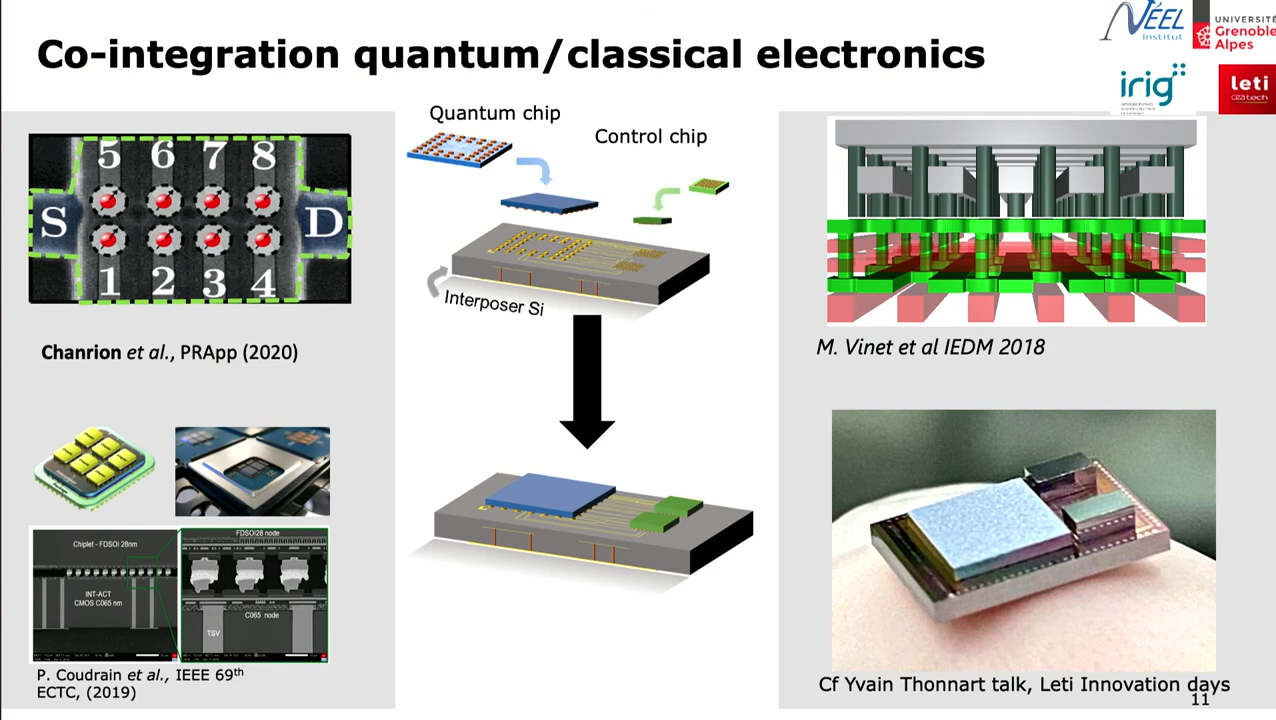 Co-integration quantum/classical electronics
NÉEL
institut
UNIVERSITÉ
Grenoble
Alpes
irig
leti
cea tech
5 6 7 8
S D
1 2 3 4
Chanrion et al., PRApp (2020)
Chiplet - FDSOI 28nm
INT-ACT
CMOS C065 nm
FDSOI28 node
C065 node
TSV
P. Coudrain et al., IEEE 69th
ECTC, (2019)
Quantum chip
Control chip
Interposer Si
M. Vinet et al IEDM 2018
Cf Yvain Thonnart talk, Leti Innovation days
11